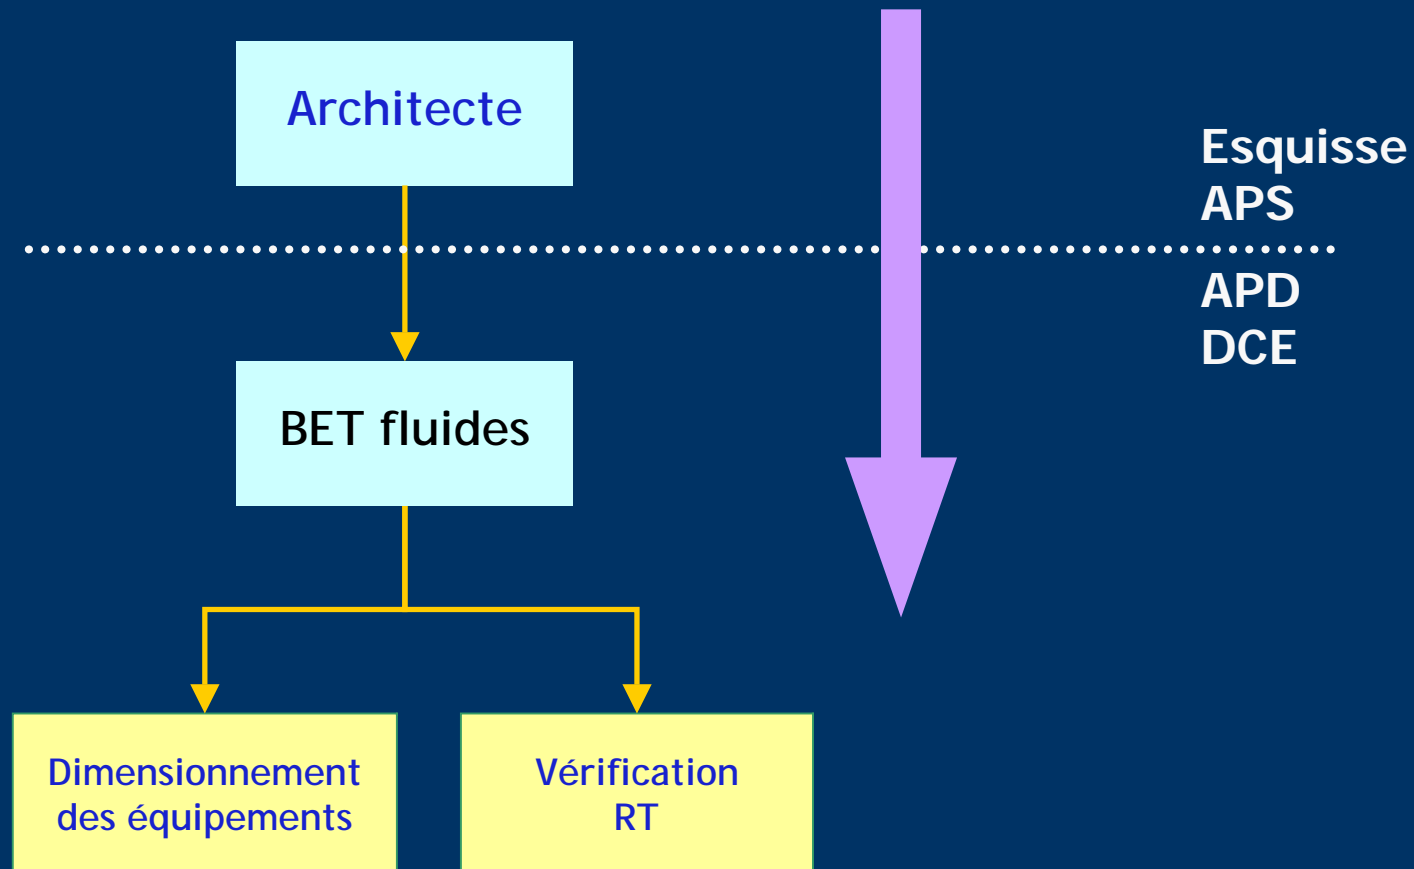 Architecte
Esquisse
APS
APD
DCE
BET fluides
Dimensionnement
des équipements
Vérification
RT